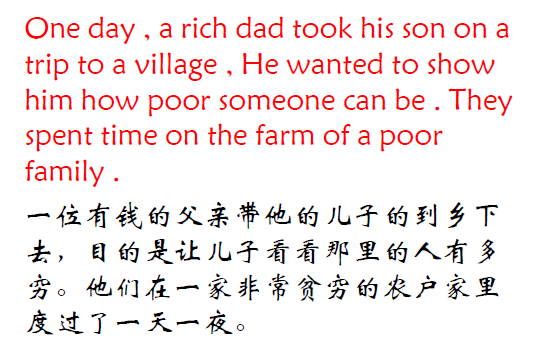 One day , a rich dad took his son on a
trip to a village , He wanted to show
him how poor someone can be . They
spent time on the farm of a poor
family .
一位有钱的父亲带他的儿子的到乡下
去，目的是让儿子看看那里的人有多
穷。他们在一家非常贫穷的农户家里
度过了一天一夜。